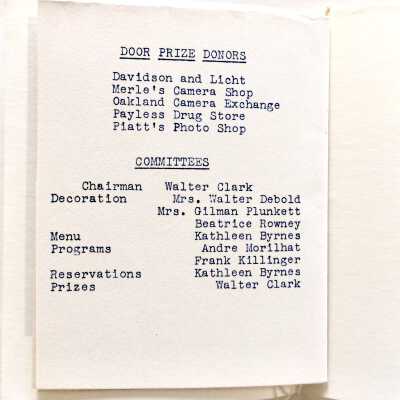 DOOR PRIZE DONORS
Davidson and Licht
Merle's Camera Shop
Oakland Camera Exchange
Payless Drug Store
Piatt's Photo Shop
COMMITTEES
Chairman Walter Clark
Decoration Mrs. Walter Debold
Mrs. Gilman Plunkett
Beatrice Rowney
Menu Kathleen Byrnes
Programs Andre Morilhat
Frank Killinger
Reservations Kathleen Byrnes
Prizes Walter Clark